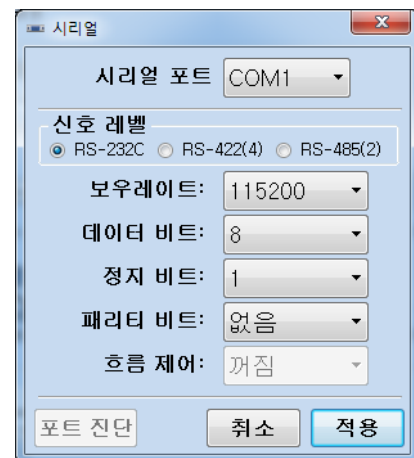 시리얼
시리얼 포트 COM1
신호 레벨
RS-232C RS-422(4) RS-485(2)
보우레이트: 115200
데이터 비트: 8
정지 비트: 1
패리티 비트: 없음
흐름 제어: 꺼짐
포트 진단 취소 적용